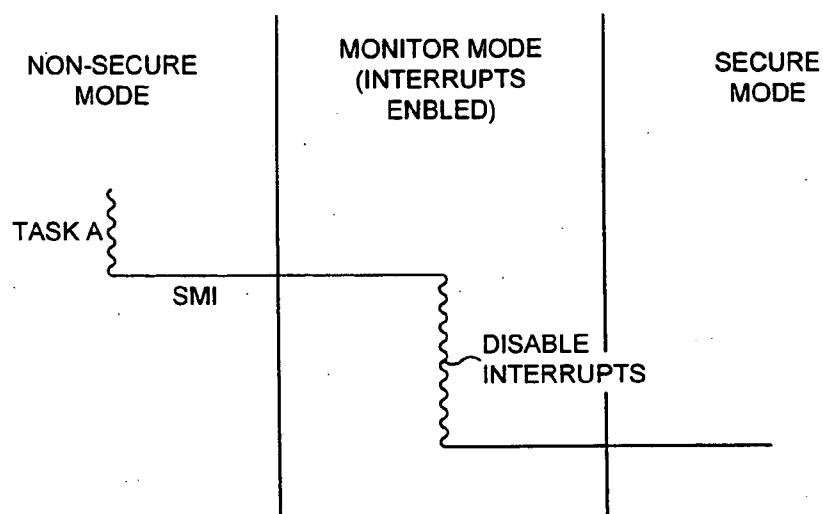 NON-SECURE
MODE
MONITOR MODE
(INTERRUPTS
ENBLED)
SECURE
MODE
TASK A
SMI
DISABLE
INTERRUPTS